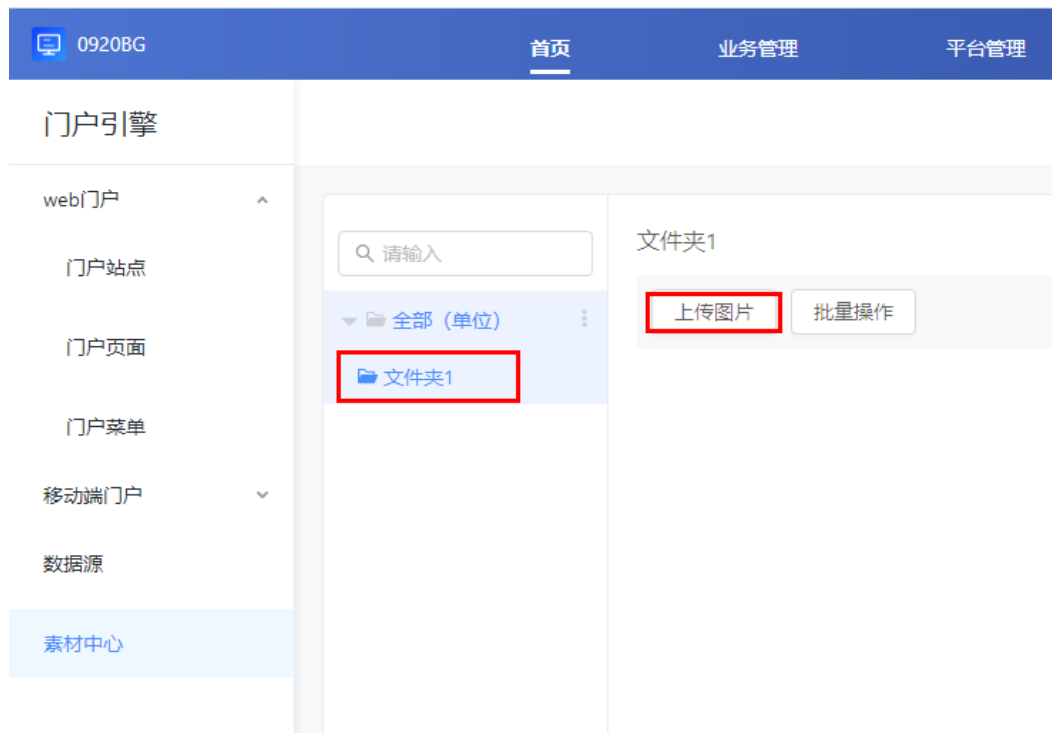 0920BG
首页
业务管理
平台管理
门户引擎
web门户
门户站点
门户页面
门户菜单
移动端门户
数据源
素材中心
请输入
全部（单位）
文件夹1
文件夹1
上传图片
批量操作